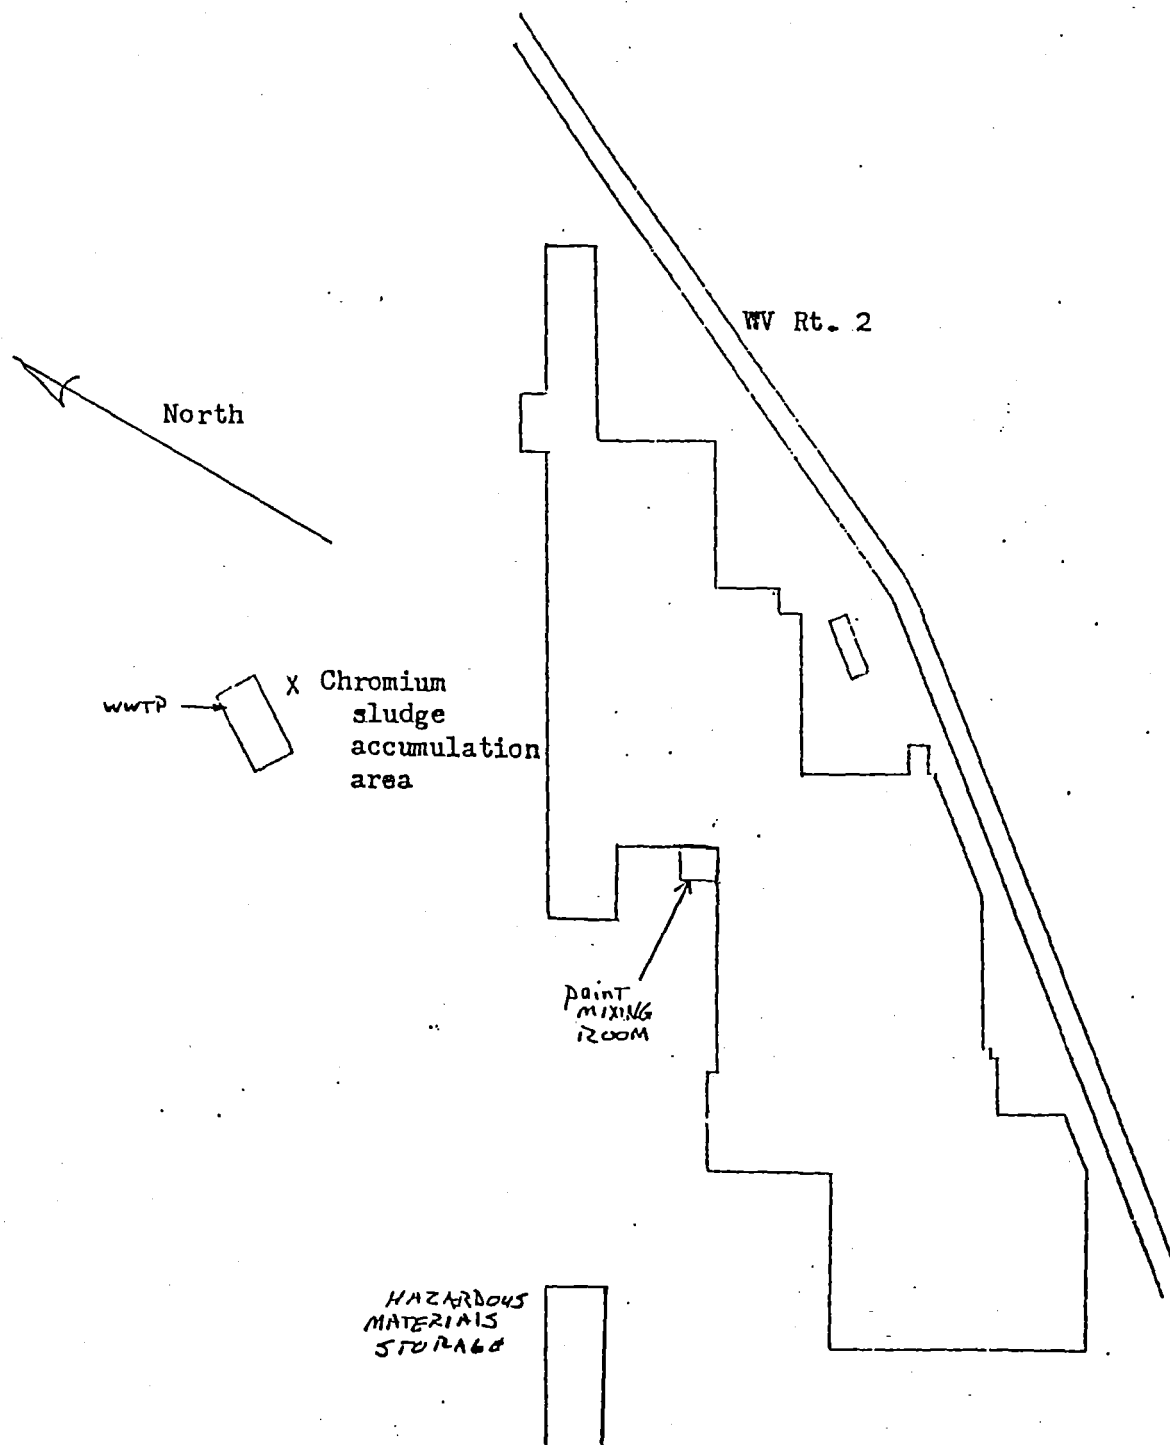 WV Rt. 2
North
X Chromium
sludge
accumulation
area
WWTP
paint
MIXING
ROOM
HAZARDOUS
MATERIALS
STORAGE